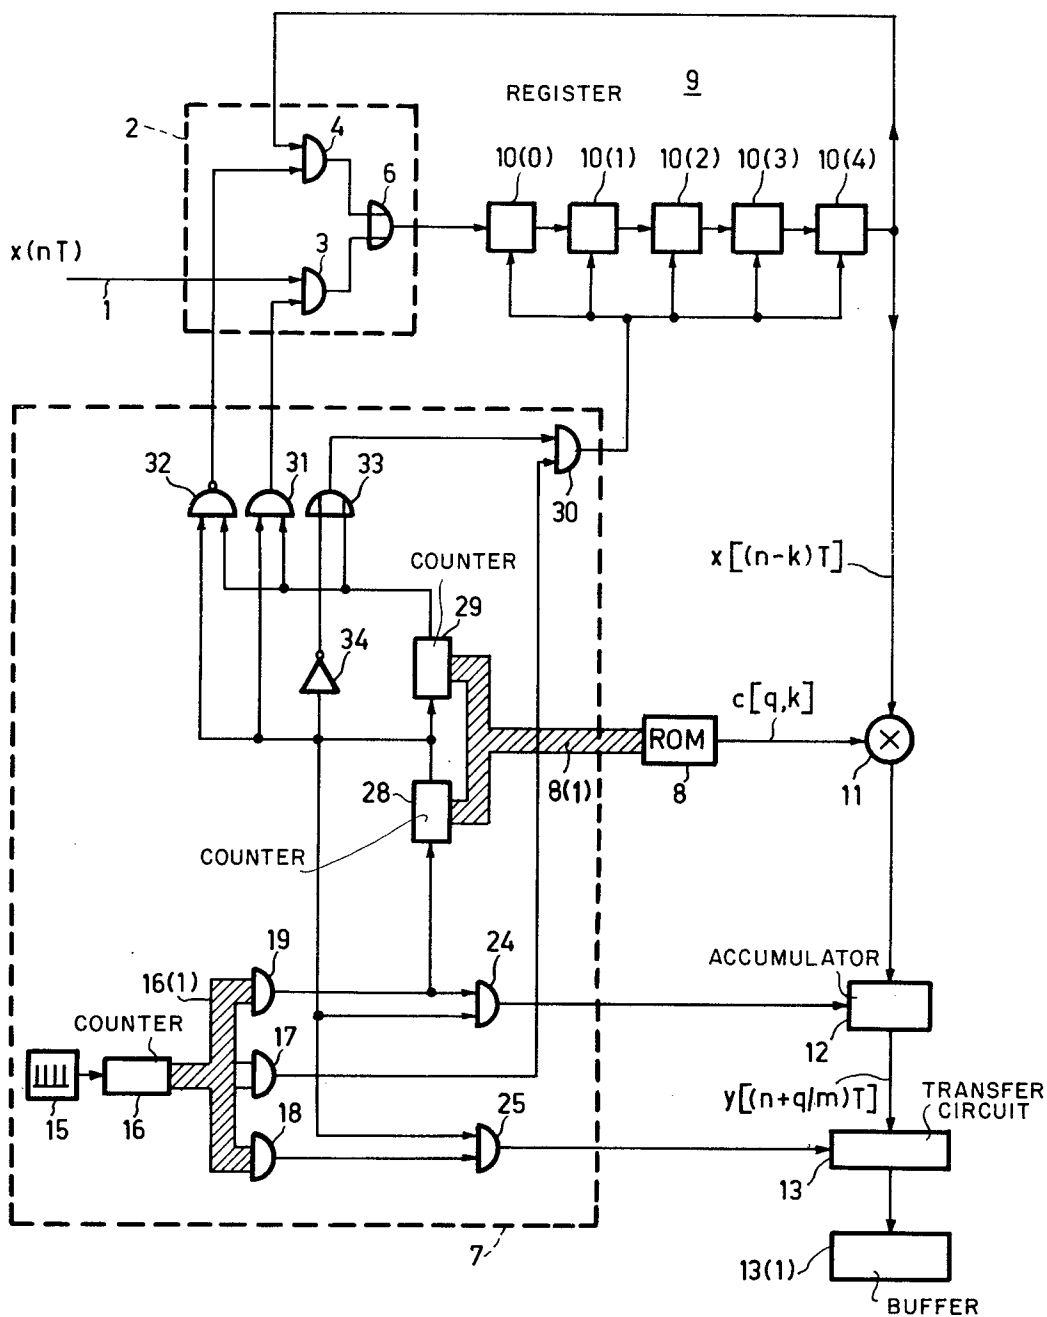 REGISTER 9
2 4 6 10(0) 10(1) 10(2) 10(3) 10(4)
x(nT) 3
1
32 31 33 30
COUNTER x[(n-k)T]
29
34
c[q,k]
ROM ×
28 8(1) 8 11
COUNTER
19 24 ACCUMULATOR
16(1)
COUNTER 17 12
15 16 18 25 y[(n+q/m)T] TRANSFER
CIRCUIT
13
7 13(1)
BUFFER